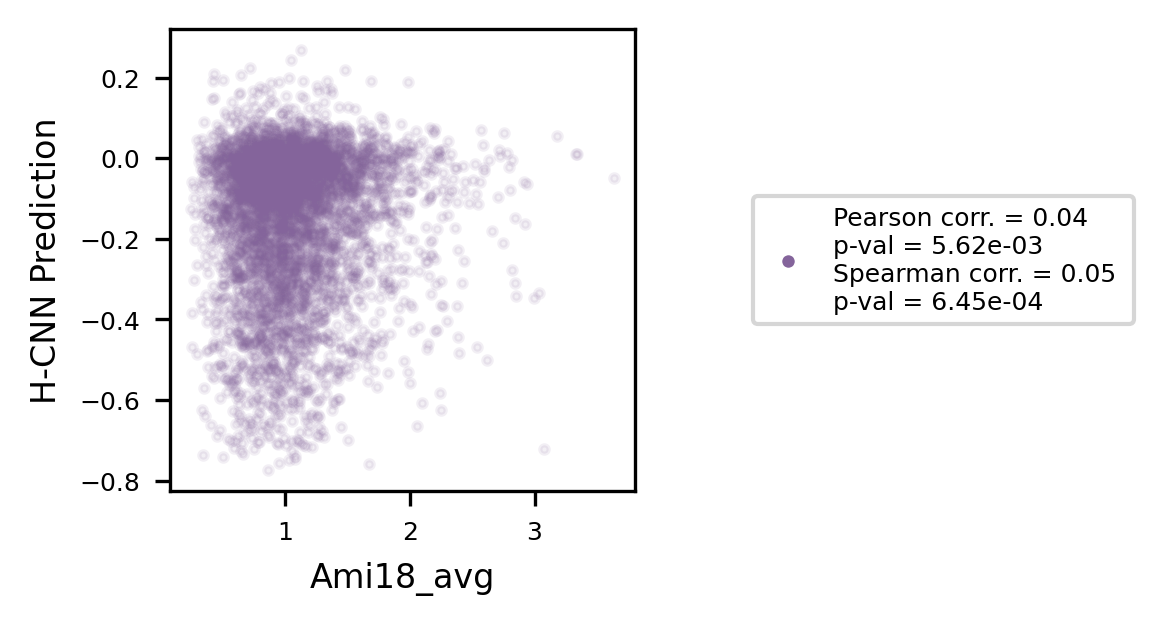 H-CNN Prediction
0.2
0.0
−0.2
−0.4
−0.6
−0.8
1 2 3
Ami18_avg
Pearson corr. = 0.04
p-val = 5.62e-03
Spearman corr. = 0.05
p-val = 6.45e-04